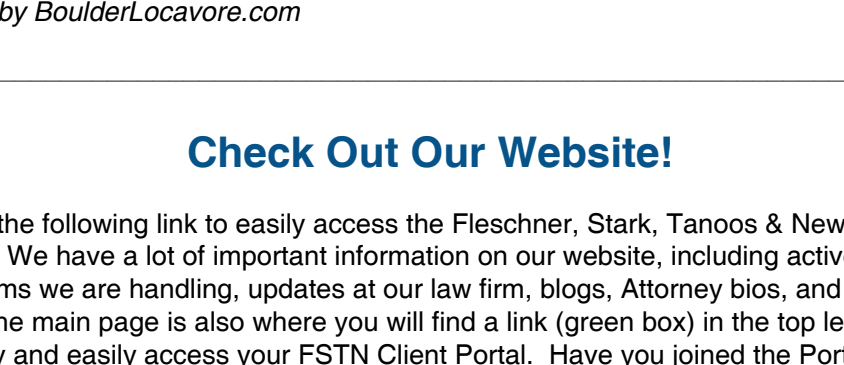 by BoulderLocavore.com
Check Out Our Website!
the following link to easily access the Fleschner, Stark, Tanoos & New
We have a lot of important information on our website, including activ
ms we are handling, updates at our law firm, blogs, Attorney bios, and
ne main page is also where you will find a link (green box) in the top le
y and easily access your FSTN Client Portal. Have you joined the Port